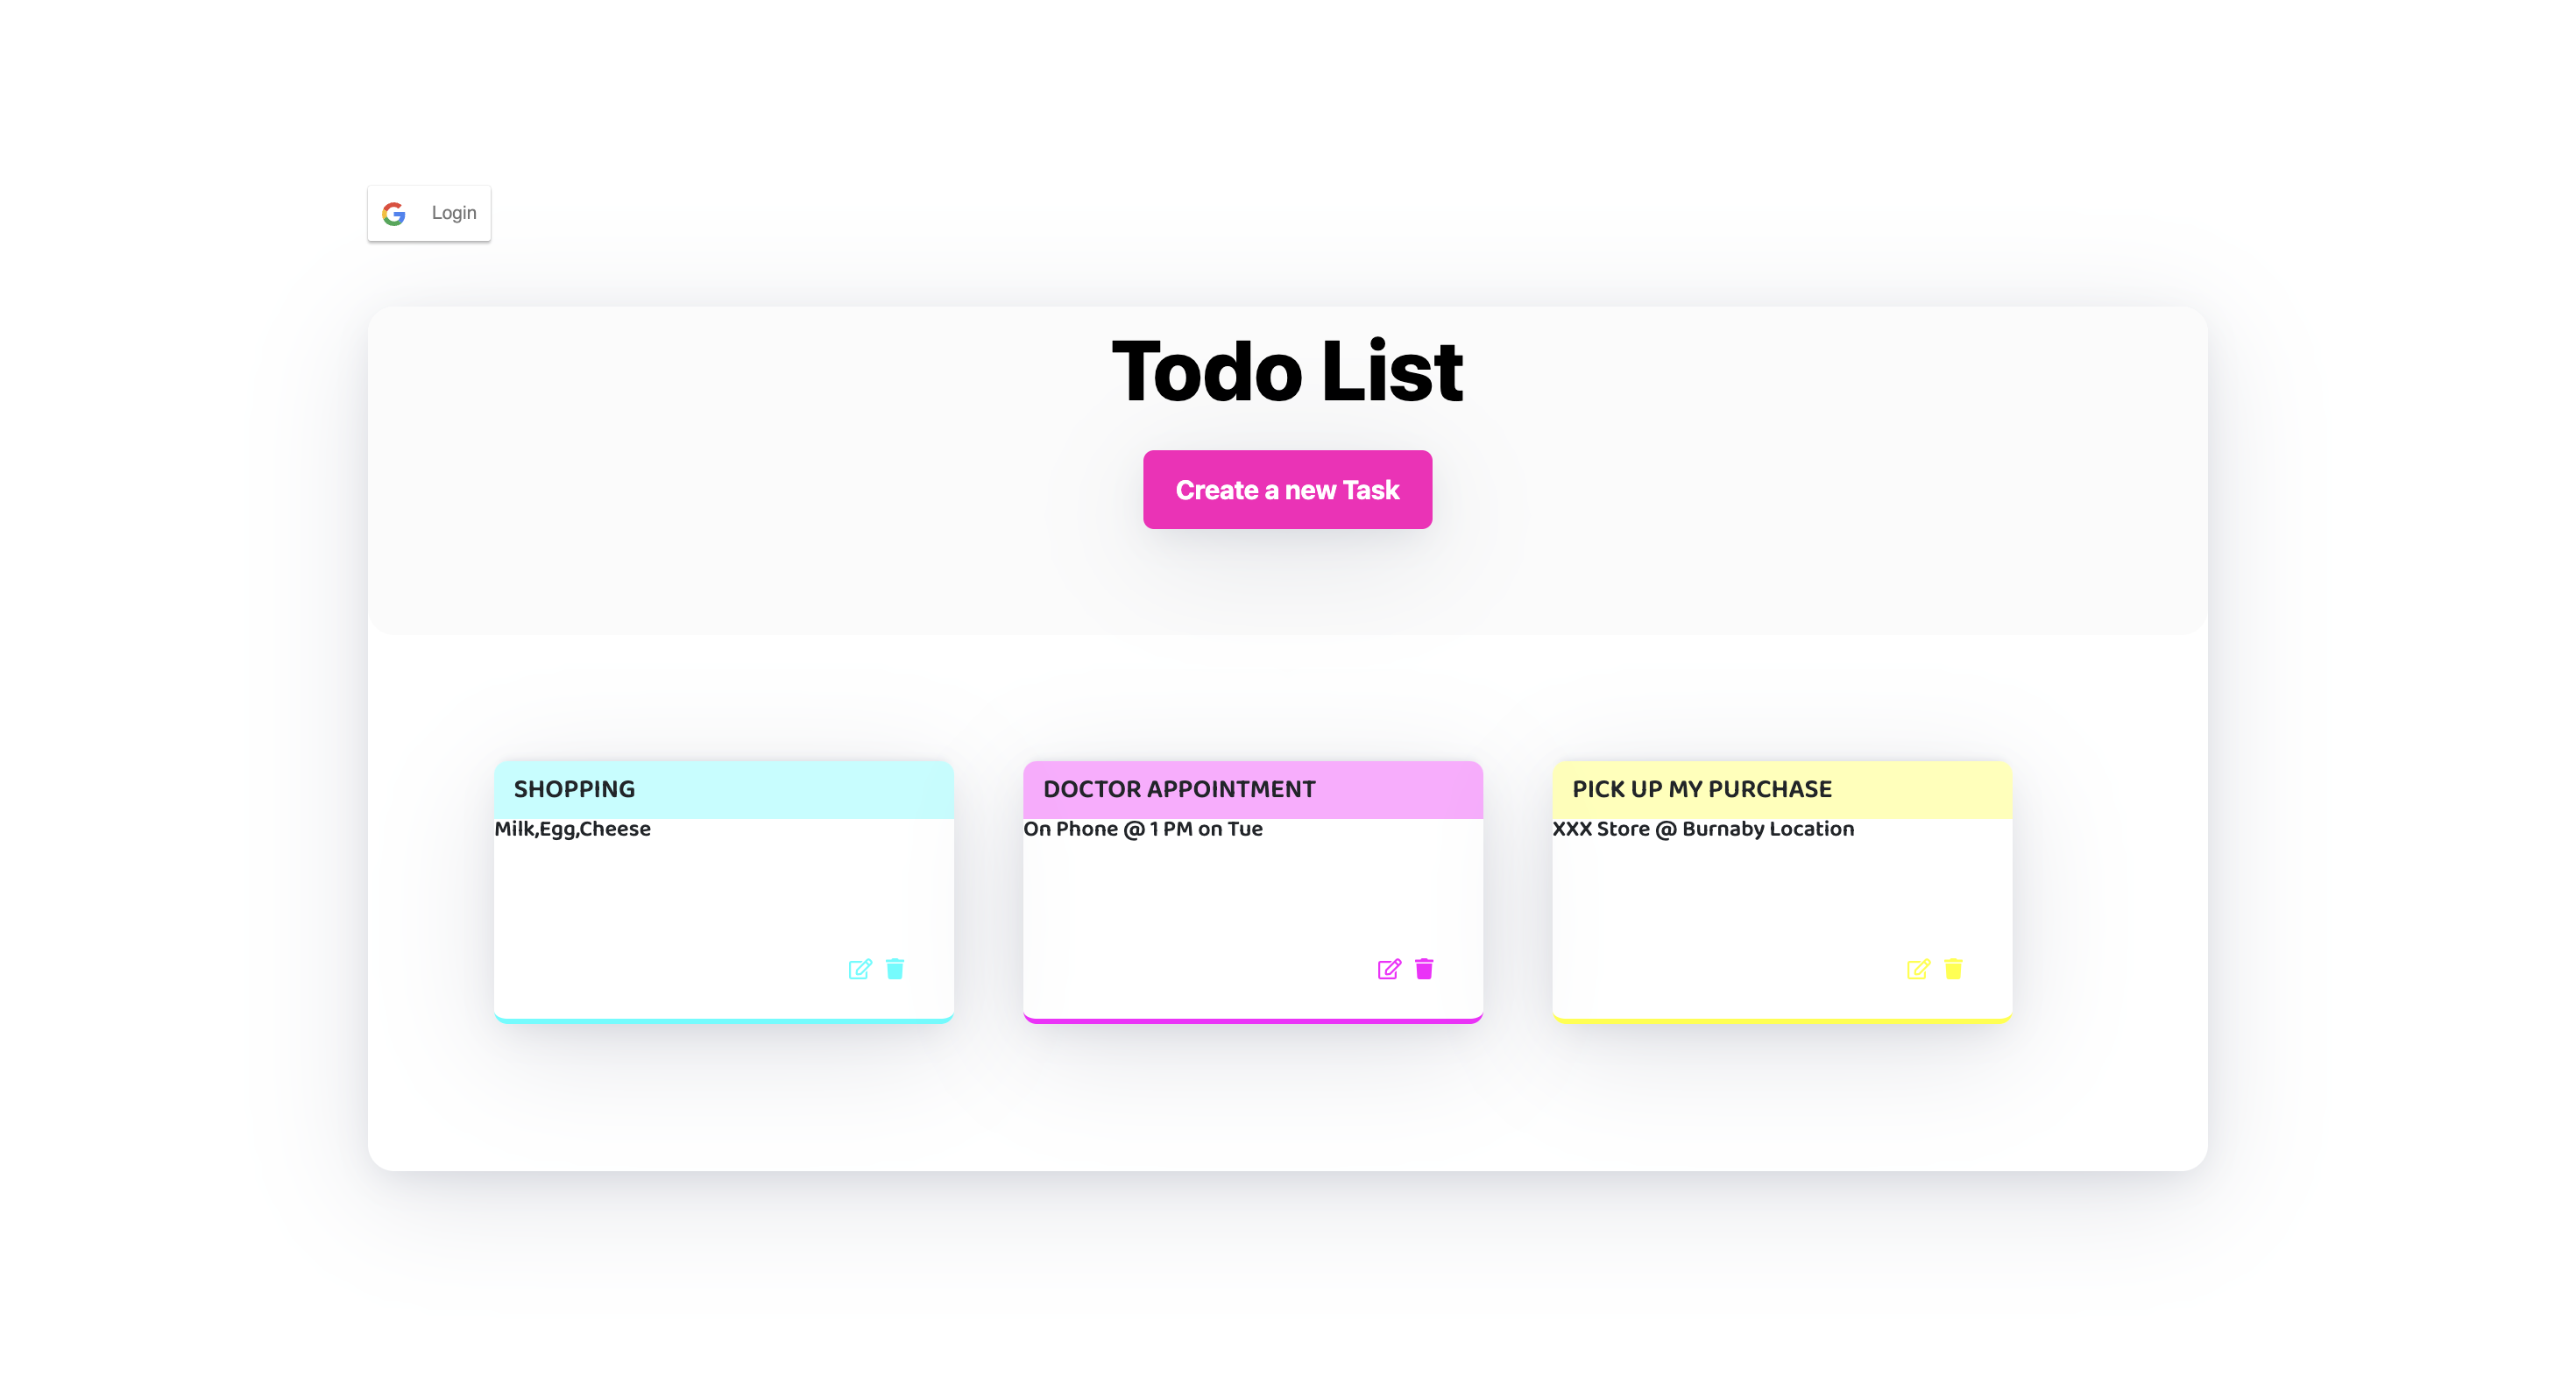 Login
Todo List
Create a new Task
SHOPPING
Milk,Egg,Cheese
DOCTOR APPOINTMENT
On Phone @ 1 PM on Tue
PICK UP MY PURCHASE
XXX Store @ Burnaby Location